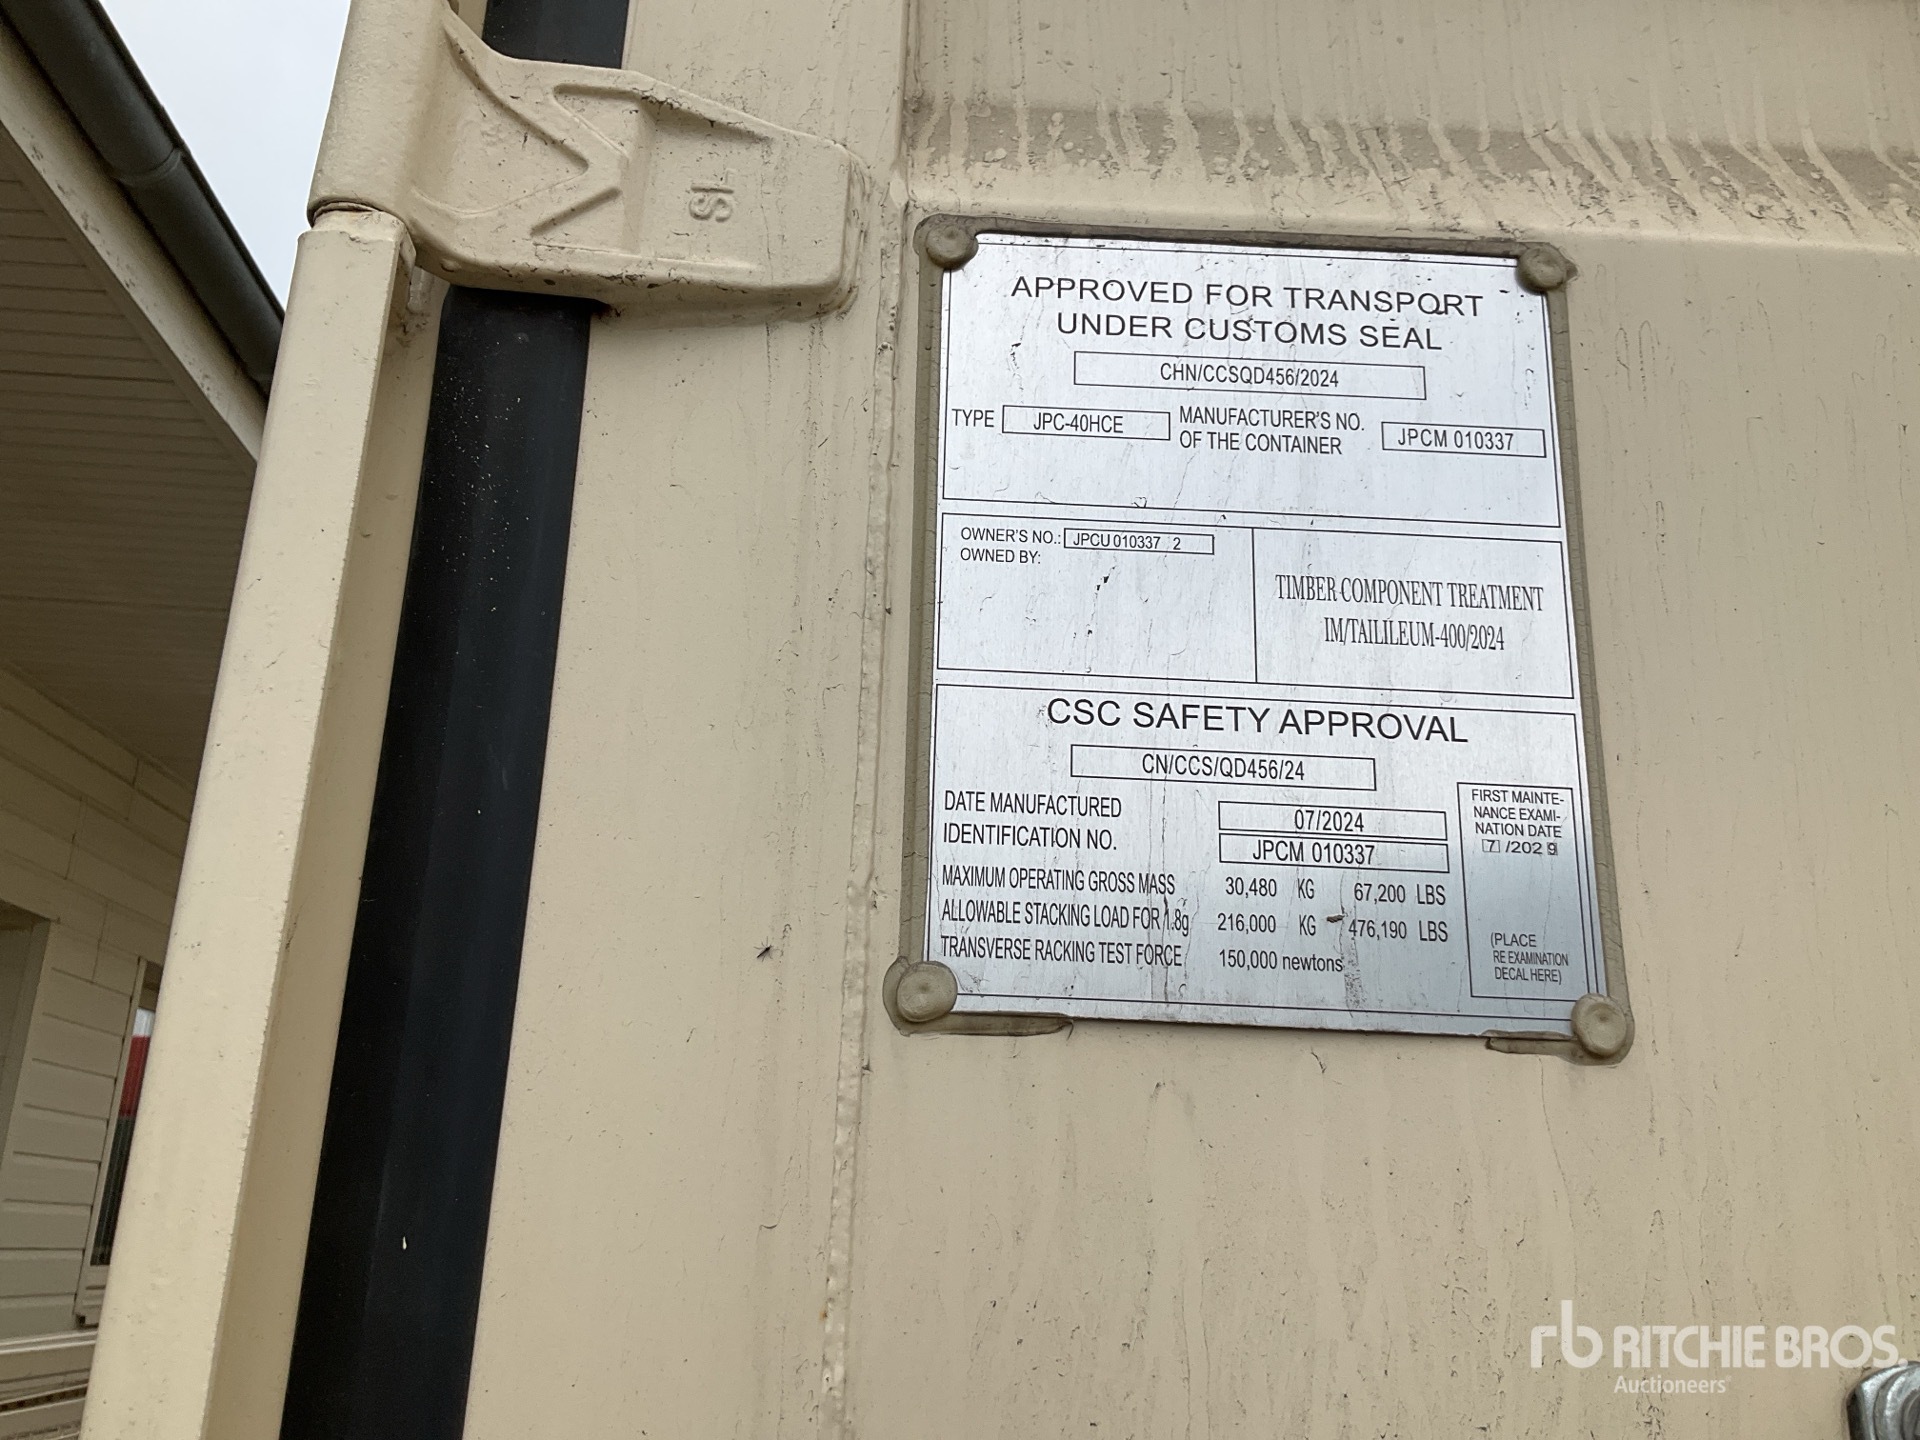 SL
APPROVED FOR TRANSPORT
UNDER CUSTOMS SEAL
CHN/CCSQD456/2024
TYPE JPC-40HCE MANUFACTURER'S NO. OF THE CONTAINER JPCM 010337
OWNER'S NO.: JPCU 010337 2
OWNED BY:
TIMBER COMPONENT TREATMENT
IM/TAILILEUM-400/2024
CSC SAFETY APPROVAL
CN/CCS/QD456/24
DATE MANUFACTURED 07/2024
IDENTIFICATION NO. JPCM 010337
MAXIMUM OPERATING GROSS MASS 30,480 KG 67,200 LBS
ALLOWABLE STACKING LOAD FOR 1.8g 216,000 KG 476,190 LBS
TRANSVERSE RACKING TEST FORCE 150,000 newtons
FIRST MAINTE-
NANCE EXAMI-
NATION DATE
7 /202 9
(PLACE
RE EXAMINATION
DECAL HERE)
rb RITCHIE BROS.
Auctioneers